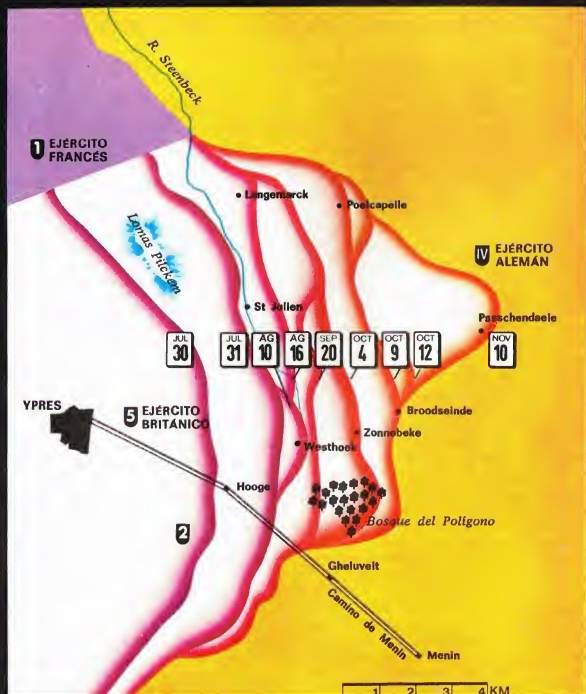 R. Steenbeck
1 EJÉRCITO
FRANCÉS
Langemarck
Poelcapelle
Lomas Pilckem
IV EJÉRCITO
ALEMÁN
St Julien
Passchendaele
JUL
30
JUL
31
AG
10
AG
16
SEP
20
OCT
4
OCT
9
OCT
12
NOV
10
YPRES
5 EJÉRCITO
BRITÁNICO
Broodseinde
Zonnebeke
Westhoek
Hooge
2
Bosque del Polígono
Gheluvelt
Camino de Menin
Menin
1 2 3 4 KM